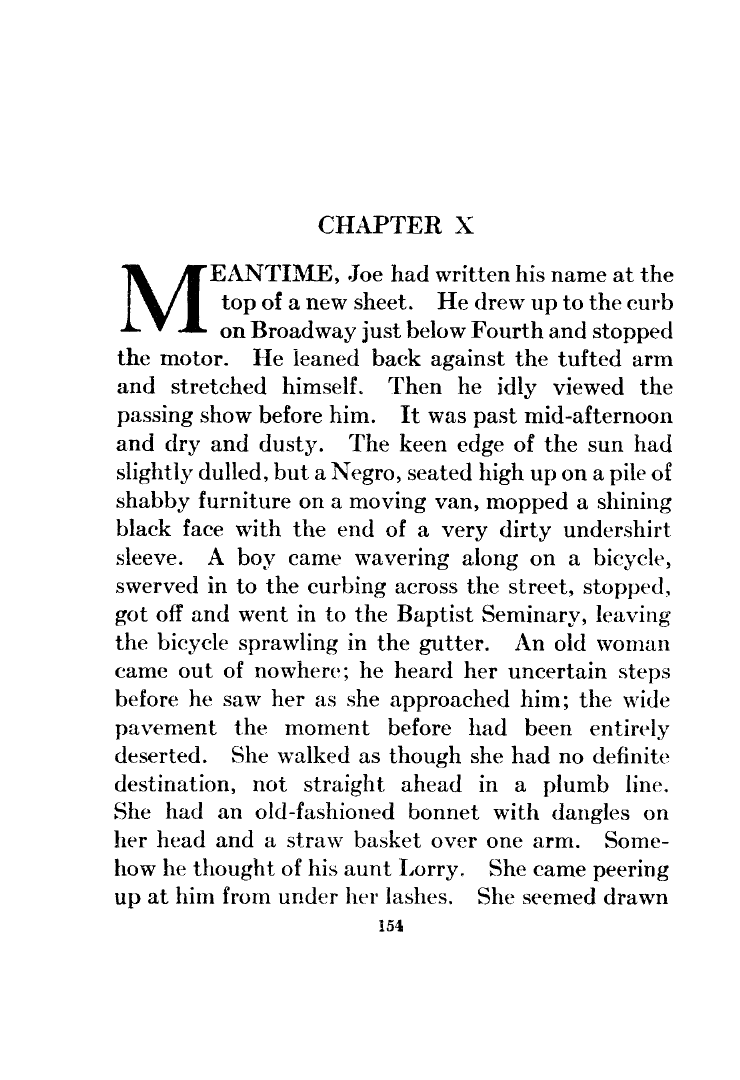 CHAPTER X
MEANTIME, Joe had written his name at the
top of a new sheet. He drew up to the curb
on Broadway just below Fourth and stopped
the motor. He leaned back against the tufted arm
and stretched himself. Then he idly viewed the
passing show before him. It was past mid-afternoon
and dry and dusty. The keen edge of the sun had
slightly dulled, but a Negro, seated high up on a pile of
shabby furniture on a moving van, mopped a shining
black face with the end of a very dirty undershirt
sleeve. A boy came wavering along on a bicycle,
swerved in to the curbing across the street, stopped,
got off and went in to the Baptist Seminary, leaving
the bicycle sprawling in the gutter. An old woman
came out of nowhere; he heard her uncertain steps
before he saw her as she approached him; the wide
pavement the moment before had been entirely
deserted. She walked as though she had no definite
destination, not straight ahead in a plumb line.
She had an old-fashioned bonnet with dangles on
her head and a straw basket over one arm. Some-
how he thought of his aunt Lorry. She came peering
up at him from under her lashes. She seemed drawn
154